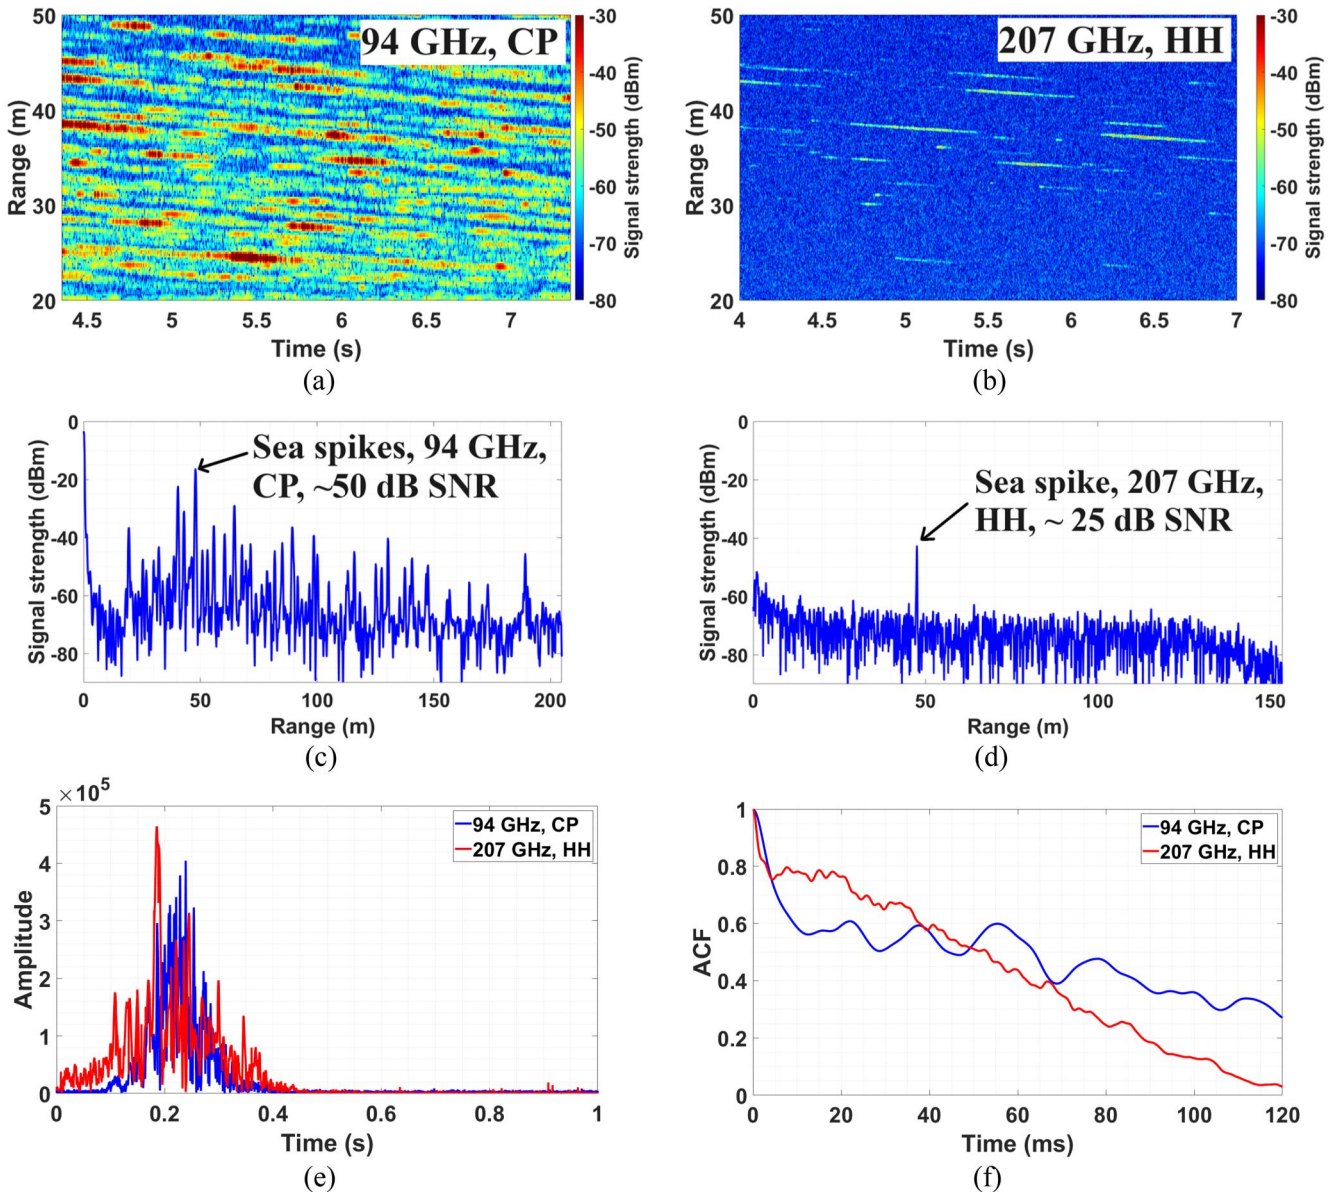 94 GHz, CP
50
40
30
20
Range (m)
4.5 5 5.5 6 6.5 7
Time (s)
-30
-40
-50
-60
-70
-80
Signal strength (dBm)
(a)
207 GHz, HH
50
40
30
20
Range (m)
4 4.5 5 5.5 6 6.5 7
Time (s)
-30
-40
-50
-60
-70
-80
Signal strength (dBm)
(b)
Sea spikes, 94 GHz,
CP, ~50 dB SNR
0
-20
-40
-60
-80
Signal strength (dBm)
0 50 100 150 200
Range (m)
(c)
Sea spike, 207 GHz,
HH, ~ 25 dB SNR
0
-20
-40
-60
-80
Signal strength (dBm)
0 50 100 150
Range (m)
(d)
×10^5
94 GHz, CP
207 GHz, HH
5
4
3
2
1
0
Amplitude
0 0.2 0.4 0.6 0.8 1
Time (s)
(e)
94 GHz, CP
207 GHz, HH
1
0.8
0.6
0.4
0.2
0
ACF
0 20 40 60 80 100 120
Time (ms)
(f)